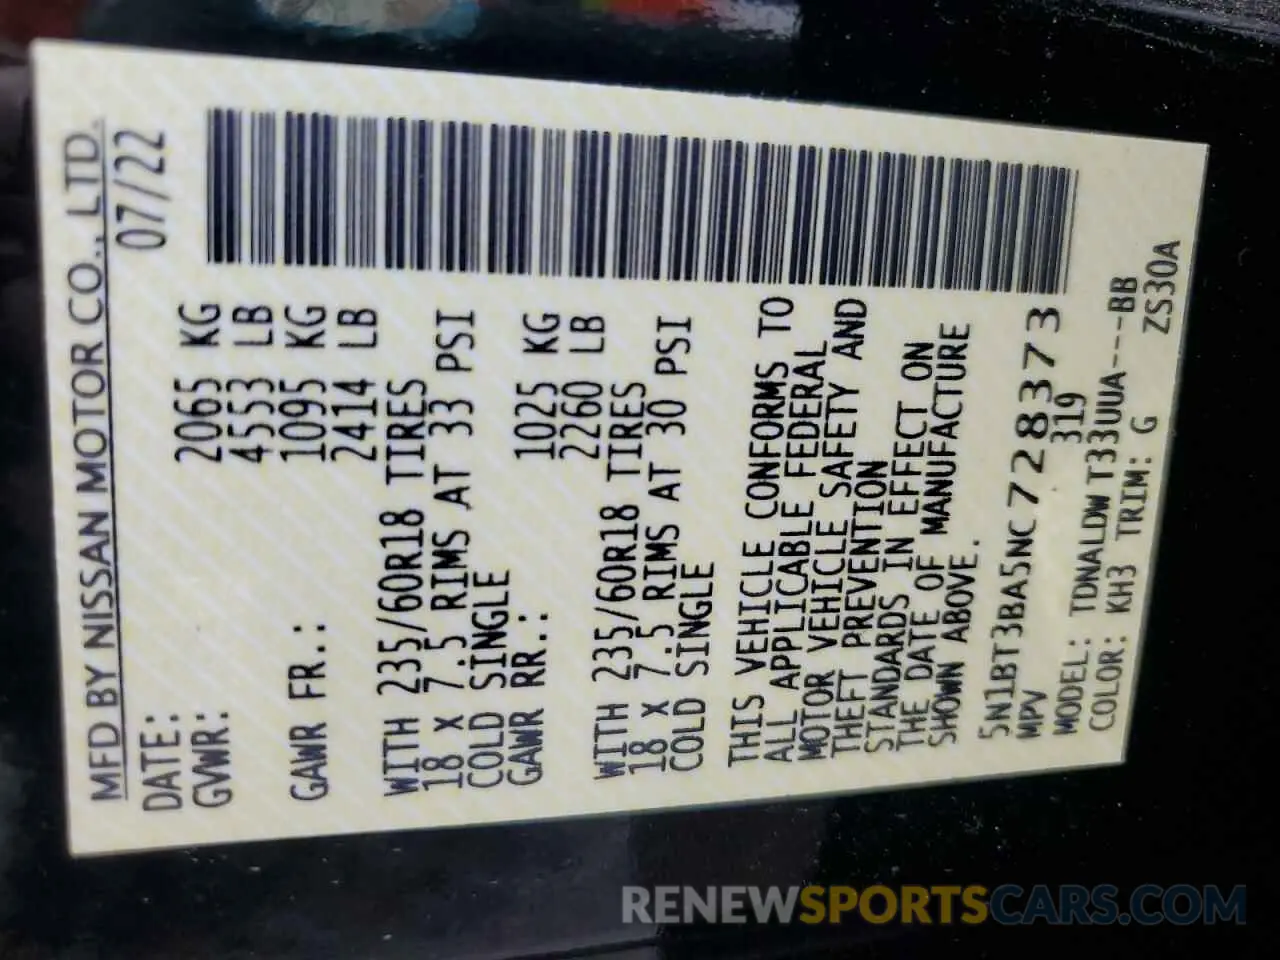 MFD BY NISSAN MOTOR CO., LTD.
DATE: 07/22
GVWR: 2065 KG
4553 LB
GAWR FR.: 1095 KG
2414 LB
WITH 235/60R18 TIRES
18 X 7.5 RIMS AT 33 PSI
COLD SINGLE
GAWR RR.: 1025 KG
2260 LB
WITH 235/60R18 TIRES
18 X 7.5 RIMS AT 30 PSI
COLD SINGLE
THIS VEHICLE CONFORMS TO
ALL APPLICABLE FEDERAL
MOTOR VEHICLE SAFETY AND
THEFT PREVENTION
STANDARDS IN EFFECT ON
THE DATE OF MANUFACTURE
SHOWN ABOVE.
5N1BT3BA5NC728373
MPV 319
MODEL: TDNALDW T33UUA---BB
COLOR: KH3 TRIM: G ZS30A
RENEWSPORTSCARS.COM